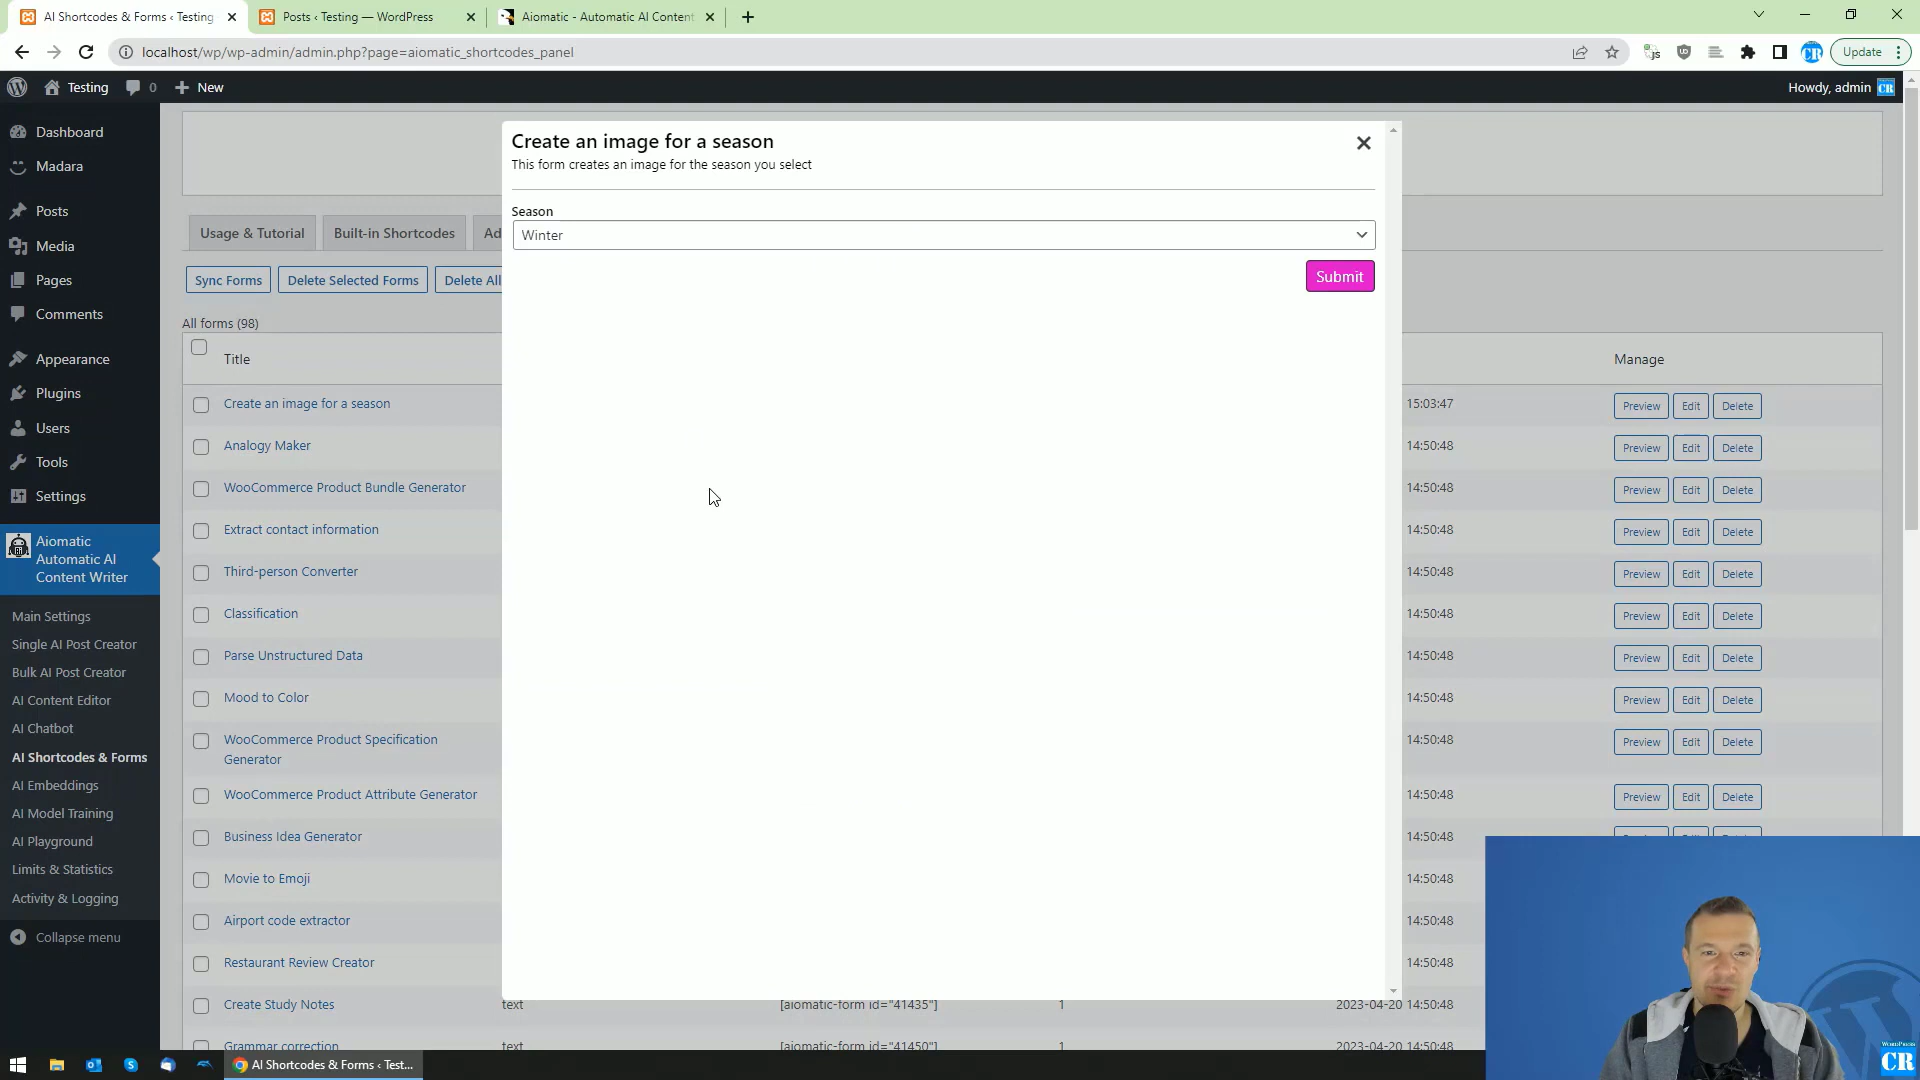 AI Shortcodes & Forms ‹ Testing
Posts ‹ Testing — WordPress
Aiomatic - Automatic AI Content
localhost/wp/wp-admin/admin.php?page=aiomatic_shortcodes_panel
Update
Testing
0
New
Howdy, admin
CR
Dashboard
Madara
Posts
Media
Pages
Comments
Appearance
Plugins
Users
Tools
Settings
Aiomatic
Automatic AI
Content Writer
Main Settings
Single AI Post Creator
Bulk AI Post Creator
AI Content Editor
AI Chatbot
AI Shortcodes & Forms
AI Embeddings
AI Model Training
AI Playground
Limits & Statistics
Activity & Logging
Collapse menu
Usage & Tutorial
Built-in Shortcodes
Ad
Sync Forms
Delete Selected Forms
Delete All
All forms (98)
Title
Manage
Create an image for a season
15:03:47
Preview Edit Delete
Analogy Maker
14:50:48
Preview Edit Delete
WooCommerce Product Bundle Generator
14:50:48
Preview Edit Delete
Extract contact information
14:50:48
Preview Edit Delete
Third-person Converter
14:50:48
Preview Edit Delete
Classification
14:50:48
Preview Edit Delete
Parse Unstructured Data
14:50:48
Preview Edit Delete
Mood to Color
14:50:48
Preview Edit Delete
WooCommerce Product Specification
Generator
14:50:48
Preview Edit Delete
WooCommerce Product Attribute Generator
14:50:48
Preview Edit Delete
Business Idea Generator
14:50:48
Movie to Emoji
14:50:48
Airport code extractor
14:50:48
Restaurant Review Creator
14:50:48
Create Study Notes
text
[aiomatic-form id="41435"]
1
2023-04-20 14:50:48
Grammar correction
text
[aiomatic-form id="41450"]
1
2023-04-20 14:50:48
Create an image for a season
This form creates an image for the season you select
Season
Winter
Submit
AI Shortcodes & Forms ‹ Test...
WORDPRESS
CR